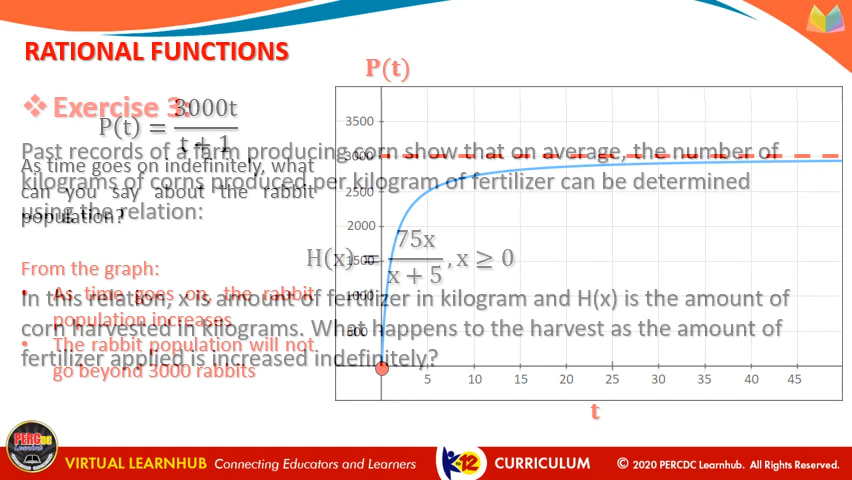 RATIONAL FUNCTIONS
P(t)
❖ Exercise 3:
P(t) = 3000t
t + 1
Past records of a farm producing corn show that on average, the number of
kilograms of corns produced per kilogram of fertilizer can be determined
using the relation:
As time goes on indefinitely, what
can you say about the rabbit
population?
H(x) = 75x
x + 5 , x ≥ 0
In this relation, x is amount of fertilizer in kilogram and H(x) is the amount of
corn harvested in kilograms. What happens to the harvest as the amount of
fertilizer applied is increased indefinitely?
From the graph:
• As time goes on, the rabbit
population increases
• The rabbit population will not
go beyond 3000 rabbits
3500
3000
2500
2000
1500
1000
500
5 10 15 20 25 30 35 40 45
t
PERCDC
Learnhub
VIRTUAL LEARNHUB Connecting Educators and Learners
K to 12
CURRICULUM
© 2020 PERCDC Learnhub. All Rights Reserved.